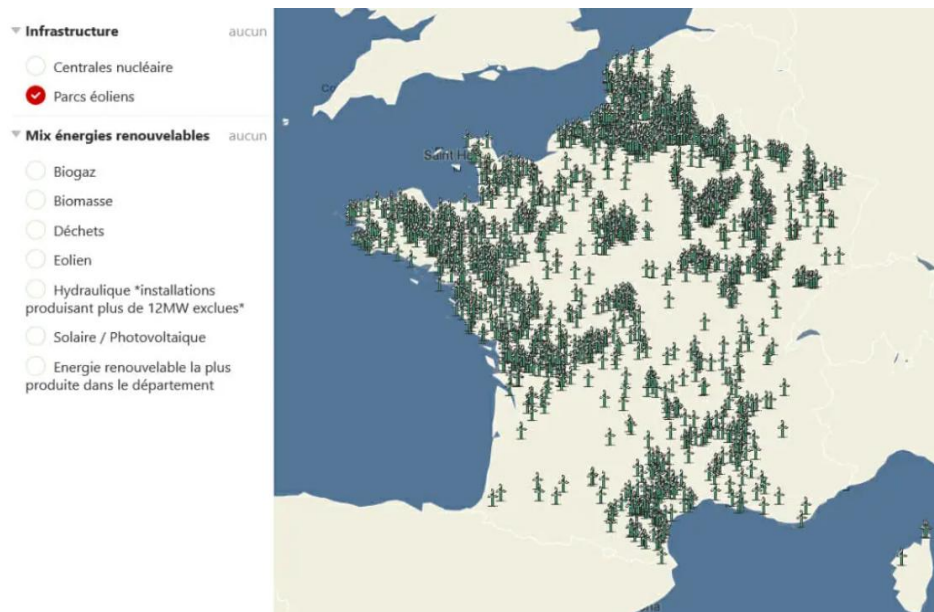 Infrastructure aucun
Centrales nucléaire
Parcs éoliens
Mix énergies renouvelables aucun
Biogaz
Biomasse
Déchets
Eolien
Hydraulique *installations
produisant plus de 12MW exclues*
Solaire / Photovoltaique
Energie renouvelable la plus
produite dans le département
Saint